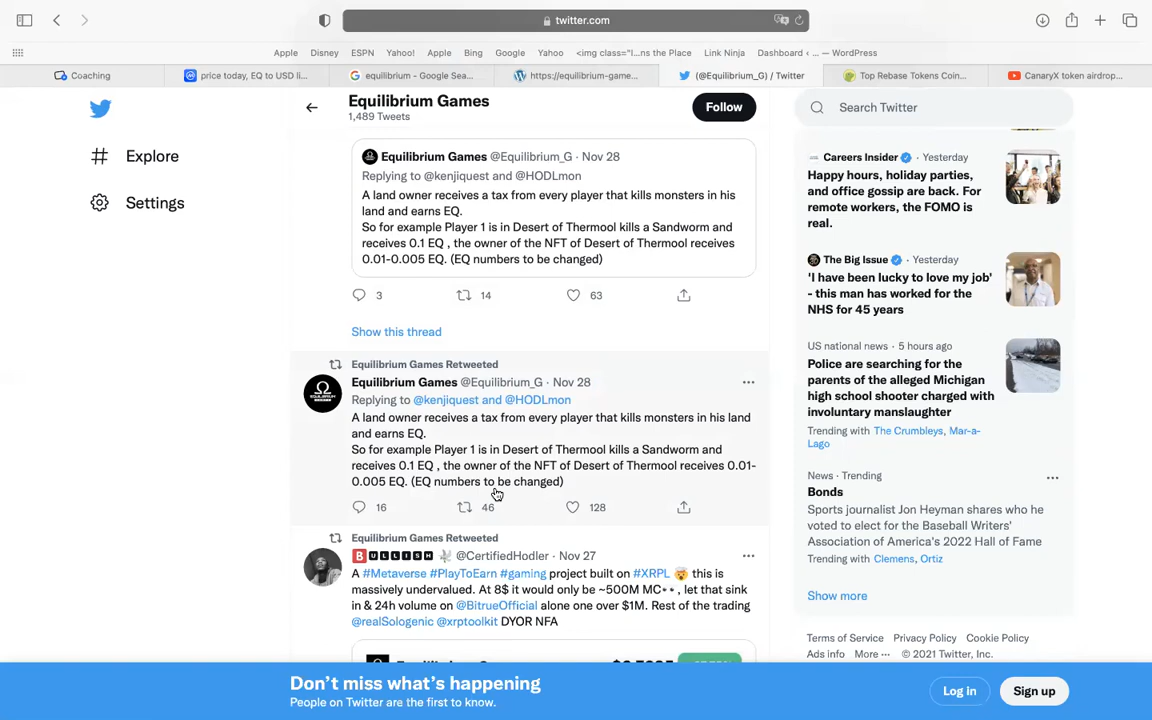 twitter.com
Apple Disney ESPN Yahoo! Apple Bing Google Yahoo <img class="l...ns the Place Link Ninja Dashboard ‹ ... — WordPress
Coaching
price today, EQ to USD li...
equilibrium - Google Sea...
https://equilibrium-game...
(@Equilibrium_G) / Twitter
Top Rebase Tokens Coin...
CanaryX token airdrop...
Equilibrium Games
1,489 Tweets
Follow
Explore
Settings
Equilibrium Games @Equilibrium_G · Nov 28
Replying to @kenjiquest and @HODLmon
A land owner receives a tax from every player that kills monsters in his
land and earns EQ.
So for example Player 1 is in Desert of Thermool kills a Sandworm and
receives 0.1 EQ , the owner of the NFT of Desert of Thermool receives
0.01-0.005 EQ. (EQ numbers to be changed)
3 14 63
Show this thread
Equilibrium Games Retweeted
Equilibrium Games @Equilibrium_G · Nov 28
Replying to @kenjiquest and @HODLmon
A land owner receives a tax from every player that kills monsters in his land
and earns EQ.
So for example Player 1 is in Desert of Thermool kills a Sandworm and
receives 0.1 EQ , the owner of the NFT of Desert of Thermool receives 0.01-
0.005 EQ. (EQ numbers to be changed)
16 46 128
Equilibrium Games Retweeted
BULLISH @CertifiedHodler · Nov 27
A #Metaverse #PlayToEarn #gaming project built on #XRPL 🤯 this is
massively undervalued. At 8$ it would only be ~500M MC👀, let that sink
in & 24h volume on @BitrueOfficial alone one over $1M. Rest of the trading
@realSologenic @xrptoolkit DYOR NFA
Search Twitter
Careers Insider · Yesterday
Happy hours, holiday parties,
and office gossip are back. For
remote workers, the FOMO is
real.
The Big Issue · Yesterday
'I have been lucky to love my job'
- this man has worked for the
NHS for 45 years
US national news · 5 hours ago
Police are searching for the
parents of the alleged Michigan
high school shooter charged with
involuntary manslaughter
Trending with The Crumbleys, Mar-a-
Lago
News · Trending
Bonds
Sports journalist Jon Heyman shares who he
voted to elect for the Baseball Writers'
Association of America's 2022 Hall of Fame
Trending with Clemens, Ortiz
Show more
Terms of Service Privacy Policy Cookie Policy
Ads info More ··· © 2021 Twitter, Inc.
Don't miss what's happening
People on Twitter are the first to know.
Log in
Sign up